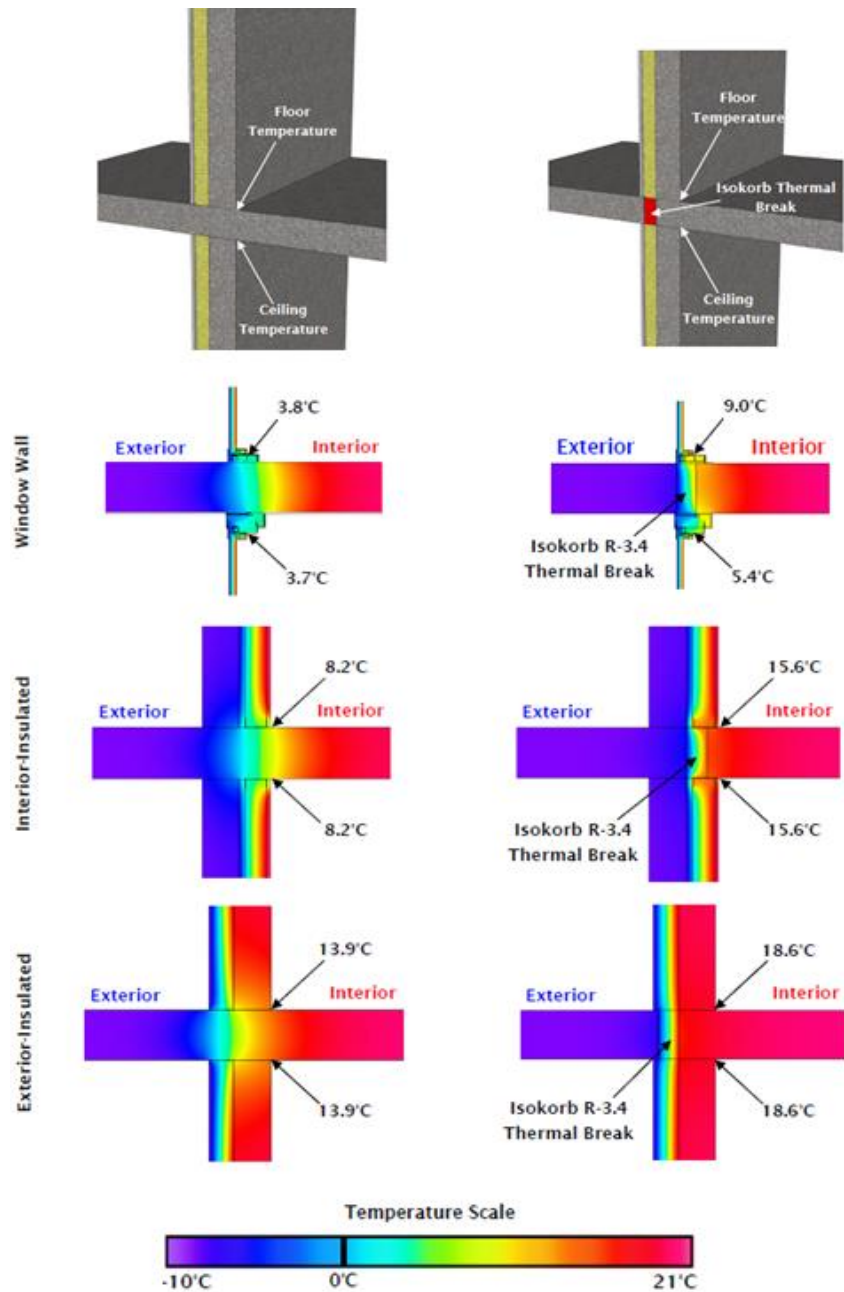 Floor
Temperature
Ceiling
Temperature
Floor
Temperature
Isokorb Thermal
Break
Ceiling
Temperature
Window Wall
3.8°C
Exterior
Interior
3.7°C
9.0°C
Exterior
Interior
Isokorb R-3.4
Thermal Break
5.4°C
Interior-Insulated
8.2°C
Exterior
Interior
8.2°C
15.6°C
Exterior
Interior
Isokorb R-3.4
Thermal Break
15.6°C
Exterior-Insulated
13.9°C
Exterior
Interior
13.9°C
18.6°C
Exterior
Interior
Isokorb R-3.4
Thermal Break
18.6°C
Temperature Scale
-10°C
0°C
21°C